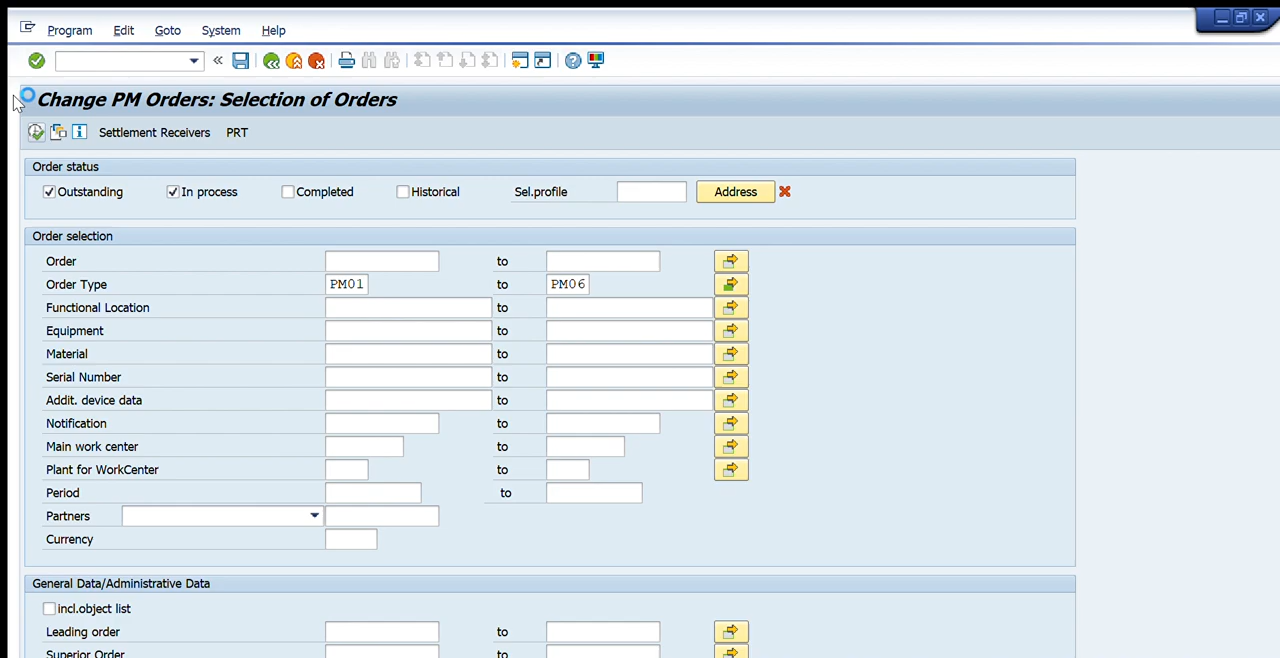 Program Edit Goto System Help
Change PM Orders: Selection of Orders
Settlement Receivers PRT
Order status
Outstanding In process Completed Historical Sel.profile Address
Order selection
Order to
Order Type PM01 to PM06
Functional Location to
Equipment to
Material to
Serial Number to
Addit. device data to
Notification to
Main work center to
Plant for WorkCenter to
Period to
Partners
Currency
General Data/Administrative Data
incl.object list
Leading order to
Superior Order to